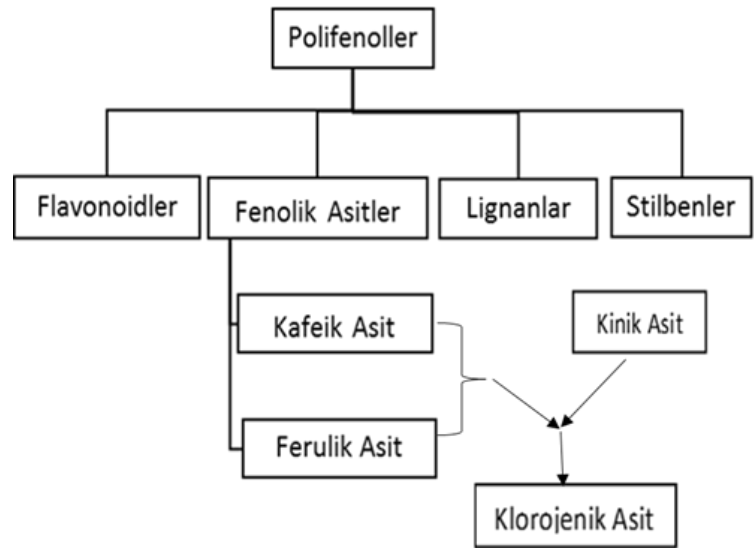 Polifenoller
Flavonoidler
Fenolik Asitler
Lignanlar
Stilbenler
Kafeik Asit
Kinik Asit
Ferulik Asit
Klorojenik Asit